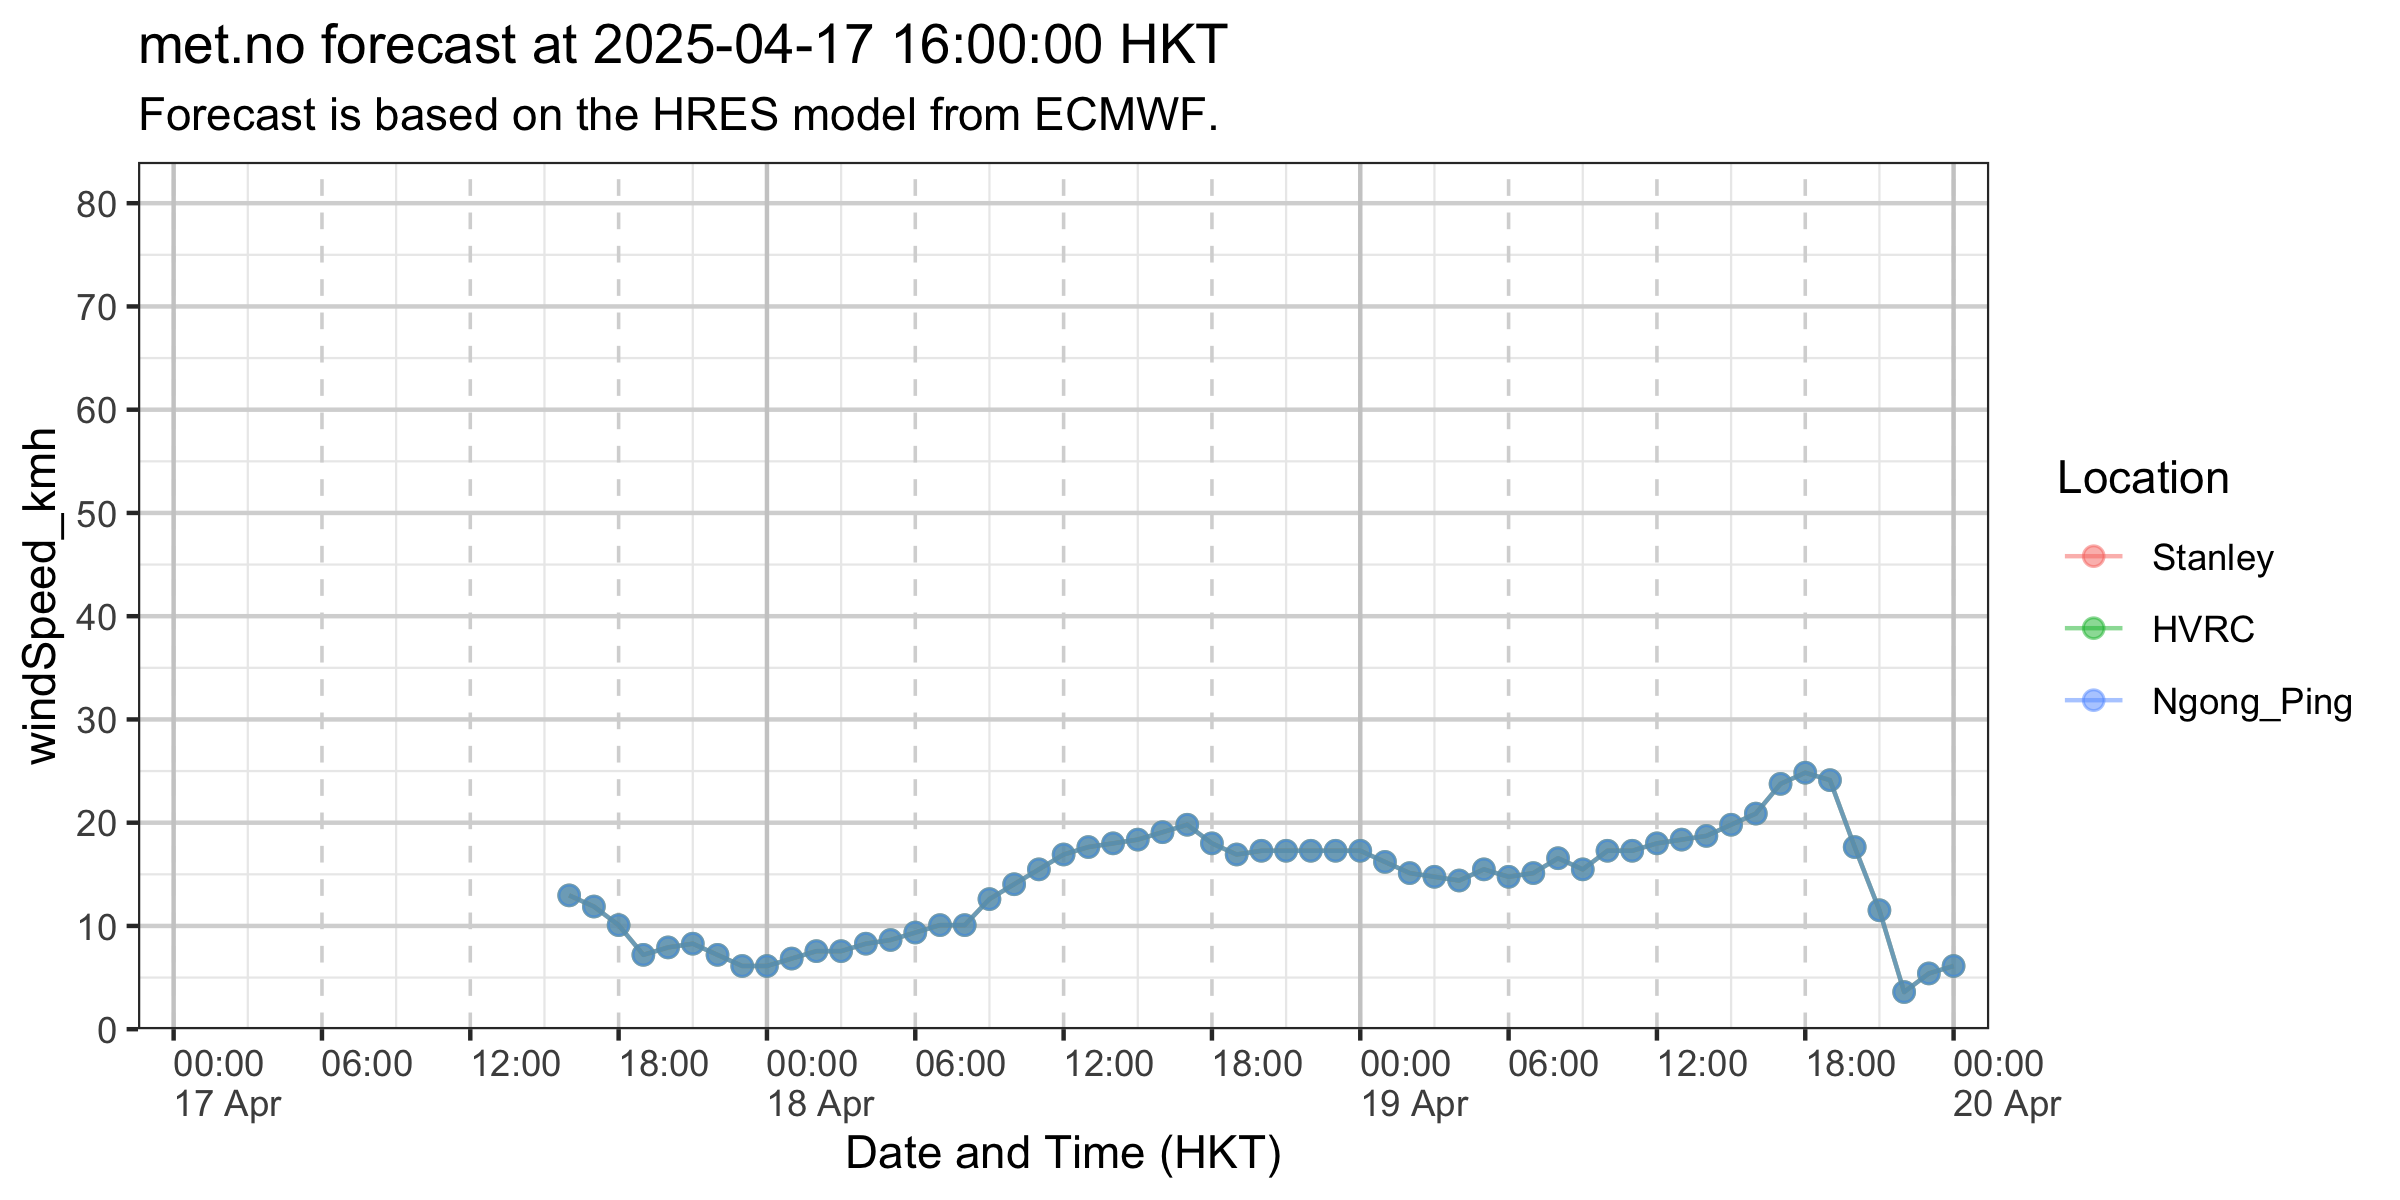 met.no forecast at 2025-04-17 16:00:00 HKT
Forecast is based on the HRES model from ECMWF.
windSpeed_kmh
80
70
60
50
40
30
20
10
0
00:00 06:00 12:00 18:00 00:00 06:00 12:00 18:00 00:00 06:00 12:00 18:00 00:00
17 Apr 18 Apr 19 Apr 20 Apr
Date and Time (HKT)
Location
Stanley
HVRC
Ngong_Ping